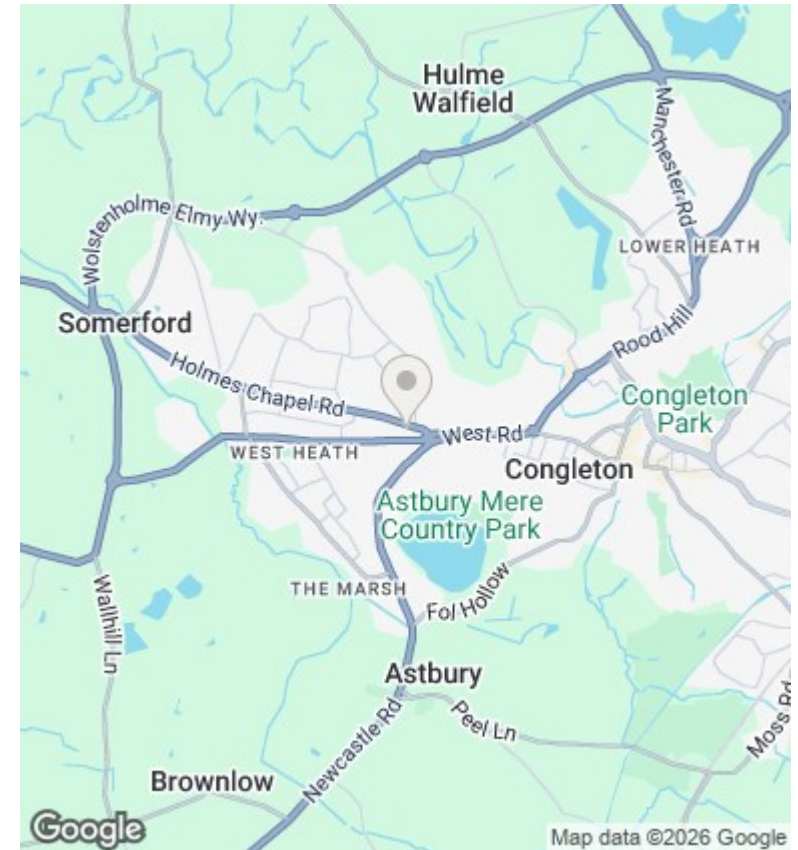 Hulme
Walfield
Manchester Rd
Wolstenholme Elmy Wy.
LOWER HEATH
Somerford
Rood Hill
Holmes Chapel Rd
Congleton
Park
West Rd
WEST HEATH
Congleton
Astbury Mere
Country Park
THE MARSH
Fol Hollow
Wallhill Ln
Astbury
Peel Ln
Moss Rd
Newcastle Rd
Brownlow
Google
Map data ©2026 Google